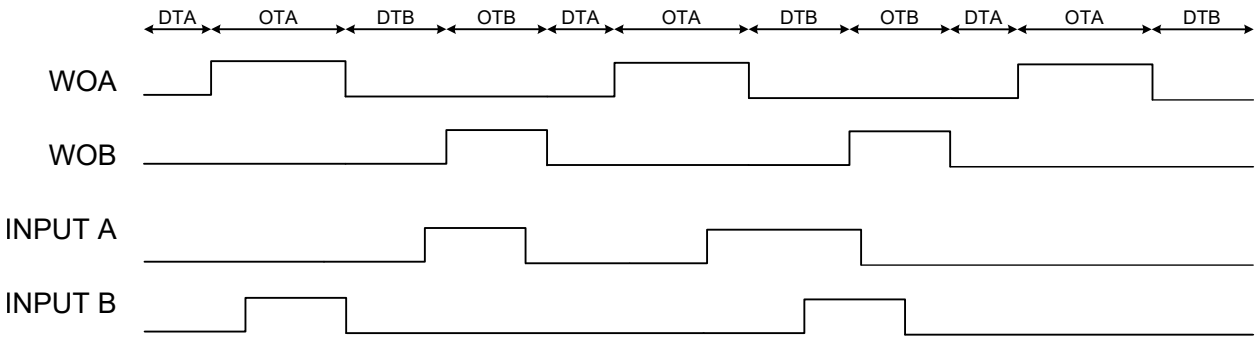 DTA OTA DTB OTB DTA OTA DTB OTB DTA OTA DTB
WOA
WOB
INPUT A
INPUT B